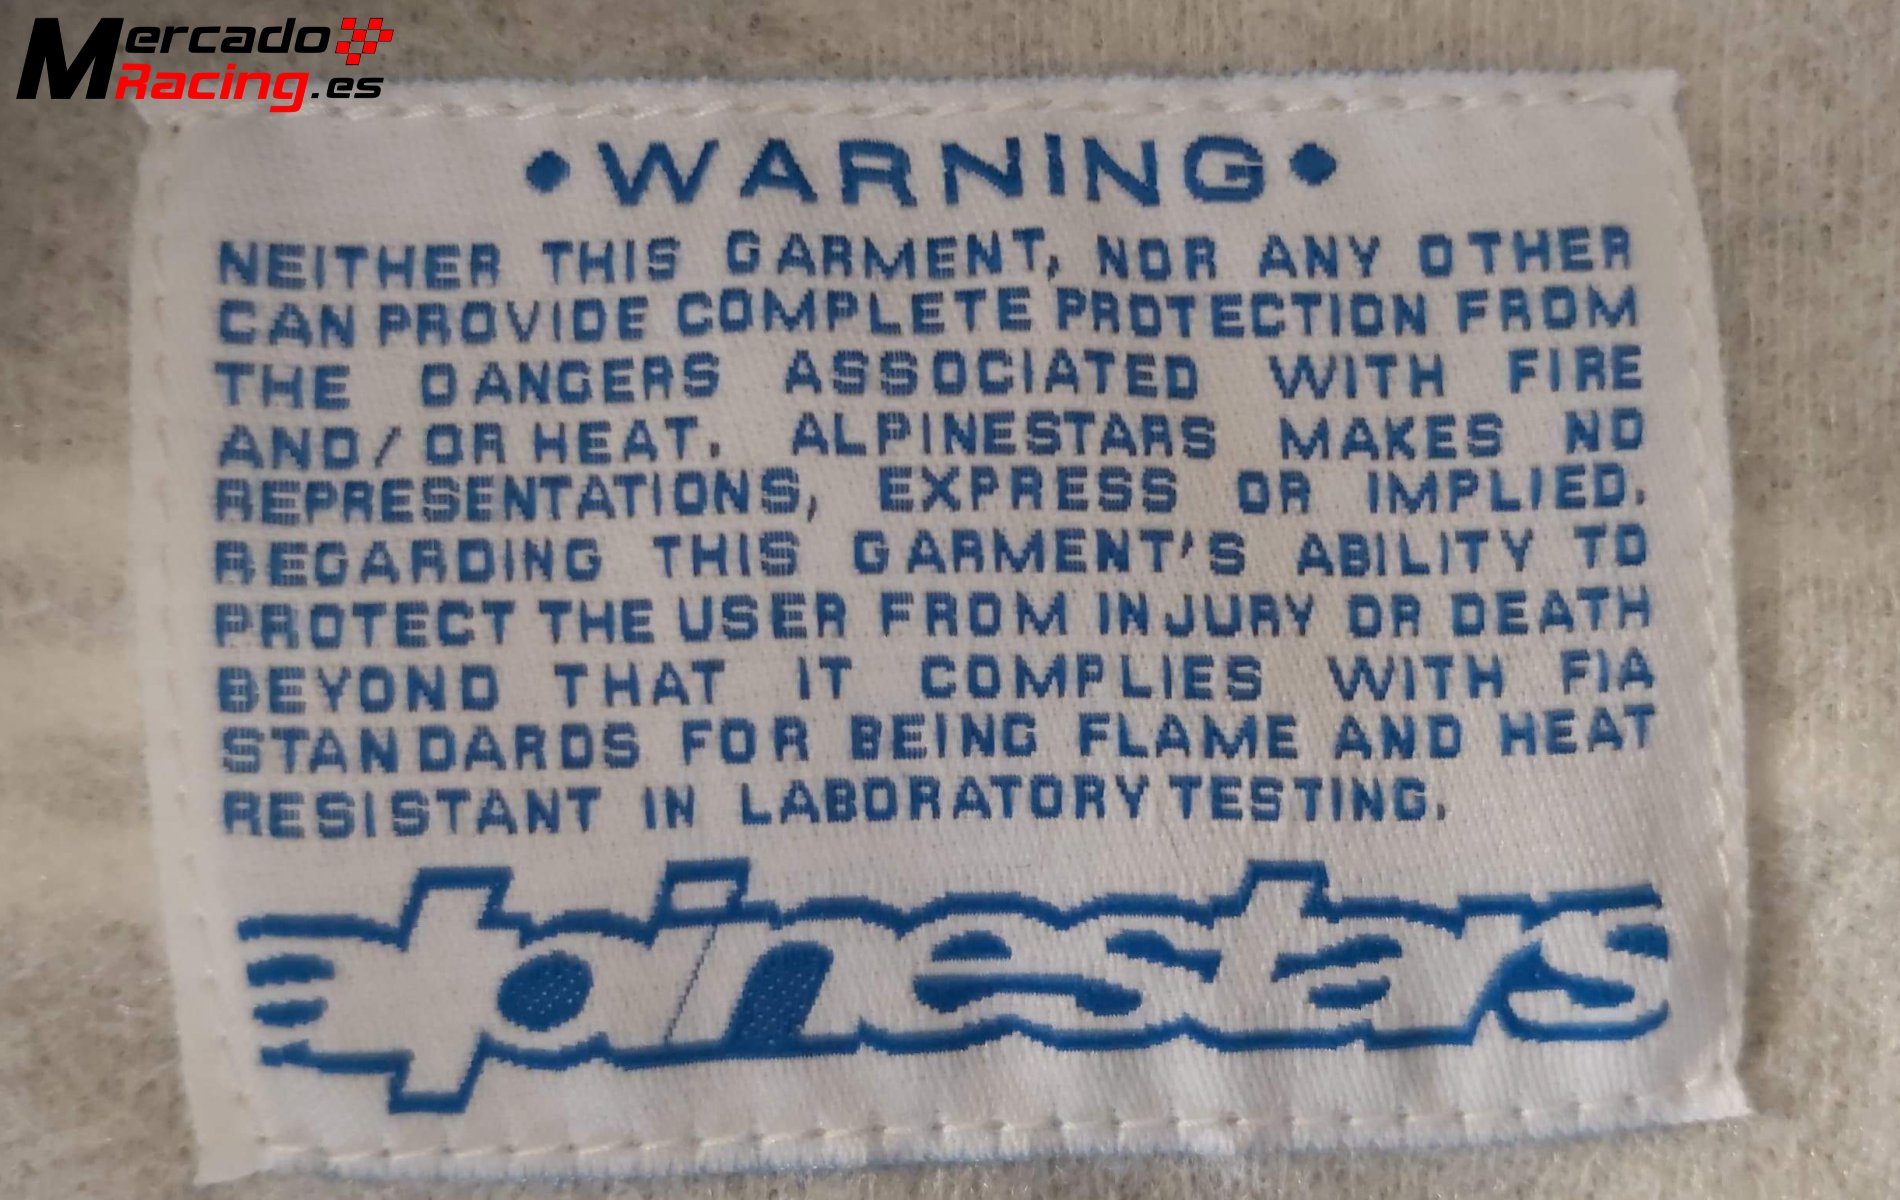 Mercado
Racing.es
•WARNING•
NEITHER THIS GARMENT, NOR ANY OTHER
CAN PROVIDE COMPLETE PROTECTION FROM
THE DANGERS ASSOCIATED WITH FIRE
AND/OR HEAT. ALPINESTARS MAKES NO
REPRESENTATIONS, EXPRESS OR IMPLIED.
REGARDING THIS GARMENT'S ABILITY TO
PROTECT THE USER FROM INJURY OR DEATH
BEYOND THAT IT COMPLIES WITH FIA
STANDARDS FOR BEING FLAME AND HEAT
RESISTANT IN LABORATORY TESTING.
alpinestars